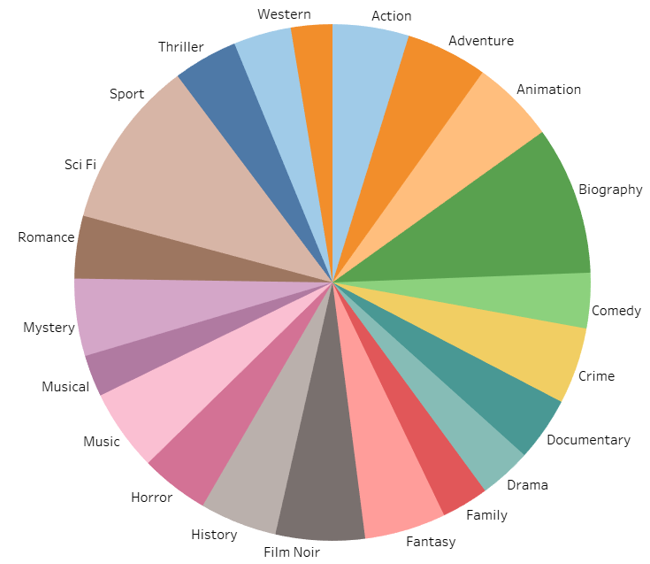 Western
Action
Adventure
Thriller
Animation
Sport
Sci Fi
Biography
Romance
Comedy
Mystery
Crime
Musical
Documentary
Music
Drama
Horror
Family
History
Fantasy
Film Noir